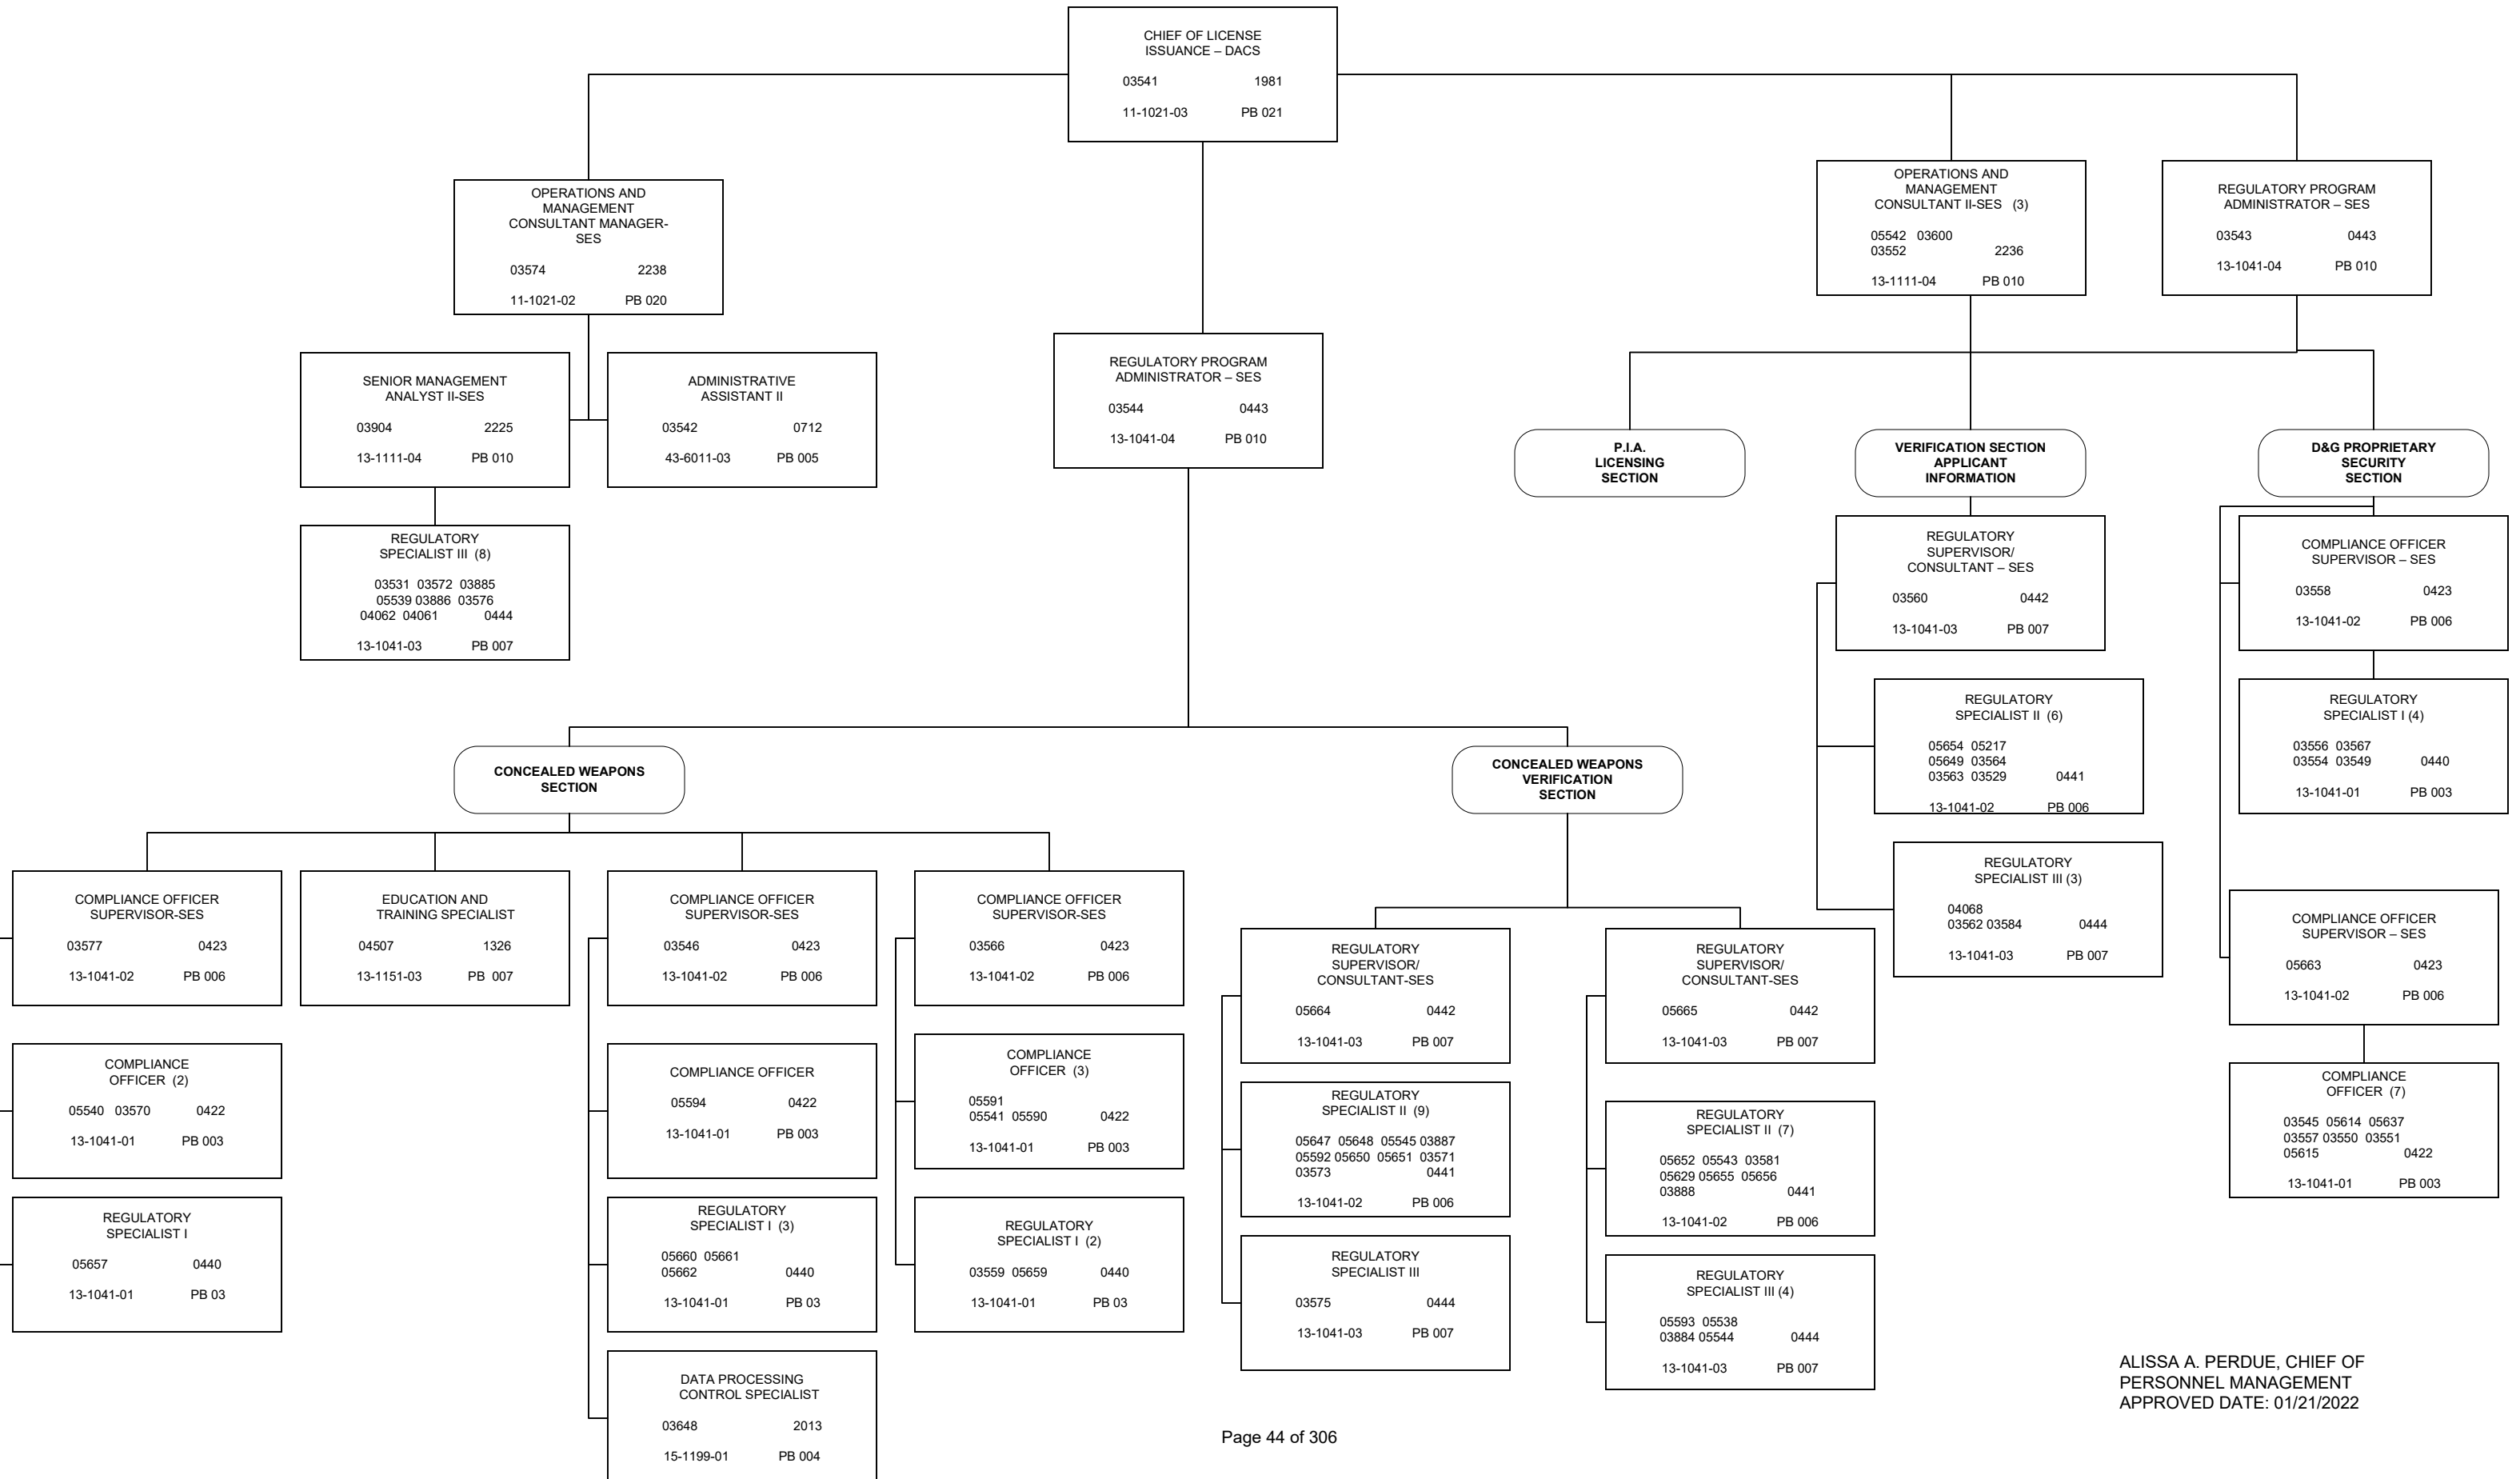 CHIEF OF LICENSE
ISSUANCE – DACS
03541 1981
11-1021-03 PB 021
OPERATIONS AND
MANAGEMENT
CONSULTANT MANAGER-
SES
03574 2238
11-1021-02 PB 020
OPERATIONS AND
MANAGEMENT
CONSULTANT II-SES (3)
05542 03600
03552 2236
13-1111-04 PB 010
REGULATORY PROGRAM
ADMINISTRATOR – SES
03543 0443
13-1041-04 PB 010
SENIOR MANAGEMENT
ANALYST II-SES
03904 2225
13-1111-04 PB 010
ADMINISTRATIVE
ASSISTANT II
03542 0712
43-6011-03 PB 005
REGULATORY PROGRAM
ADMINISTRATOR – SES
03544 0443
13-1041-04 PB 010
P.I.A.
LICENSING
SECTION
VERIFICATION SECTION
APPLICANT
INFORMATION
D&G PROPRIETARY
SECURITY
SECTION
REGULATORY
SPECIALIST III (8)
03531 03572 03885
05539 03886 03576
04062 04061 0444
13-1041-03 PB 007
REGULATORY
SUPERVISOR/
CONSULTANT – SES
03560 0442
13-1041-03 PB 007
COMPLIANCE OFFICER
SUPERVISOR – SES
03558 0423
13-1041-02 PB 006
REGULATORY
SPECIALIST II (6)
05654 05217
05649 03564
03563 03529 0441
13-1041-02 PB 006
REGULATORY
SPECIALIST I (4)
03556 03567
03554 03549 0440
13-1041-01 PB 003
CONCEALED WEAPONS
SECTION
CONCEALED WEAPONS
VERIFICATION
SECTION
REGULATORY
SPECIALIST III (3)
04068
03562 03584 0444
13-1041-03 PB 007
COMPLIANCE OFFICER
SUPERVISOR – SES
05663 0423
13-1041-02 PB 006
COMPLIANCE OFFICER
SUPERVISOR-SES
03577 0423
13-1041-02 PB 006
EDUCATION AND
TRAINING SPECIALIST
04507 1326
13-1151-03 PB 007
COMPLIANCE OFFICER
SUPERVISOR-SES
03546 0423
13-1041-02 PB 006
COMPLIANCE OFFICER
SUPERVISOR-SES
03566 0423
13-1041-02 PB 006
REGULATORY
SUPERVISOR/
CONSULTANT-SES
05664 0442
13-1041-03 PB 007
REGULATORY
SUPERVISOR/
CONSULTANT-SES
05665 0442
13-1041-03 PB 007
COMPLIANCE
OFFICER (2)
05540 03570 0422
13-1041-01 PB 003
COMPLIANCE OFFICER
05594 0422
13-1041-01 PB 003
COMPLIANCE
OFFICER (3)
05591
05541 05590 0422
13-1041-01 PB 003
REGULATORY
SPECIALIST II (9)
05647 05648 05545 03887
05592 05650 05651 03571
03573 0441
13-1041-02 PB 006
REGULATORY
SPECIALIST II (7)
05652 05543 03581
05629 05655 05656
03888 0441
13-1041-02 PB 006
COMPLIANCE
OFFICER (7)
03545 05614 05637
03557 03550 03551
05615 0422
13-1041-01 PB 003
REGULATORY
SPECIALIST I
05657 0440
13-1041-01 PB 03
REGULATORY
SPECIALIST I (3)
05660 05661
05662 0440
13-1041-01 PB 03
REGULATORY
SPECIALIST I (2)
03559 05659 0440
13-1041-01 PB 03
REGULATORY
SPECIALIST III
03575 0444
13-1041-03 PB 007
REGULATORY
SPECIALIST III (4)
05593 05538
03884 05544 0444
13-1041-03 PB 007
DATA PROCESSING
CONTROL SPECIALIST
03648 2013
15-1199-01 PB 004
ALISSA A. PERDUE, CHIEF OF
PERSONNEL MANAGEMENT
APPROVED DATE: 01/21/2022
Page 44 of 306